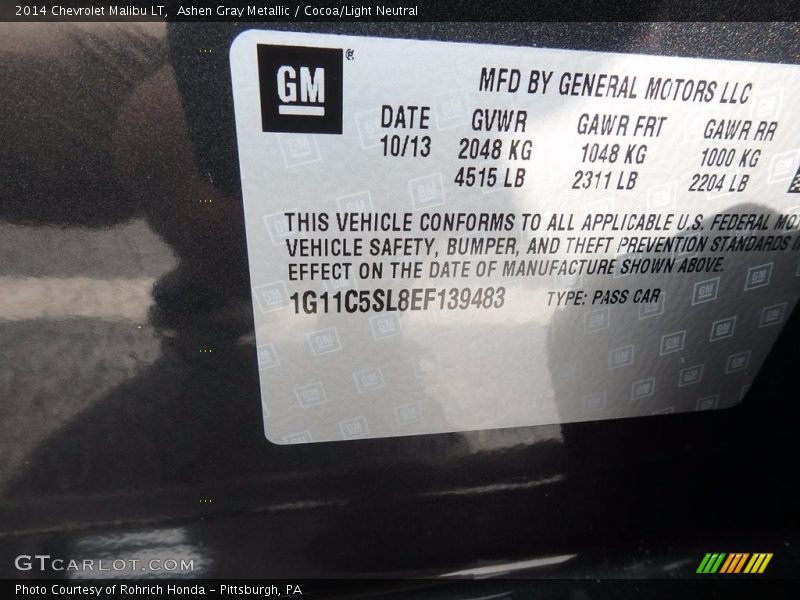 2014 Chevrolet Malibu LT, Ashen Gray Metallic / Cocoa/Light Neutral
GM ®
MFD BY GENERAL MOTORS LLC
DATE GVWR GAWR FRT GAWR RR
10/13 2048 KG 1048 KG 1000 KG
4515 LB 2311 LB 2204 LB
THIS VEHICLE CONFORMS TO ALL APPLICABLE U.S. FEDERAL
VEHICLE SAFETY, BUMPER, AND THEFT PREVENTION STANDARDS
EFFECT ON THE DATE OF MANUFACTURE SHOWN ABOVE.
1G11C5SL8EF139483 TYPE: PASS CAR
GTCARLOT.COM
Photo Courtesy of Rohrich Honda - Pittsburgh, PA